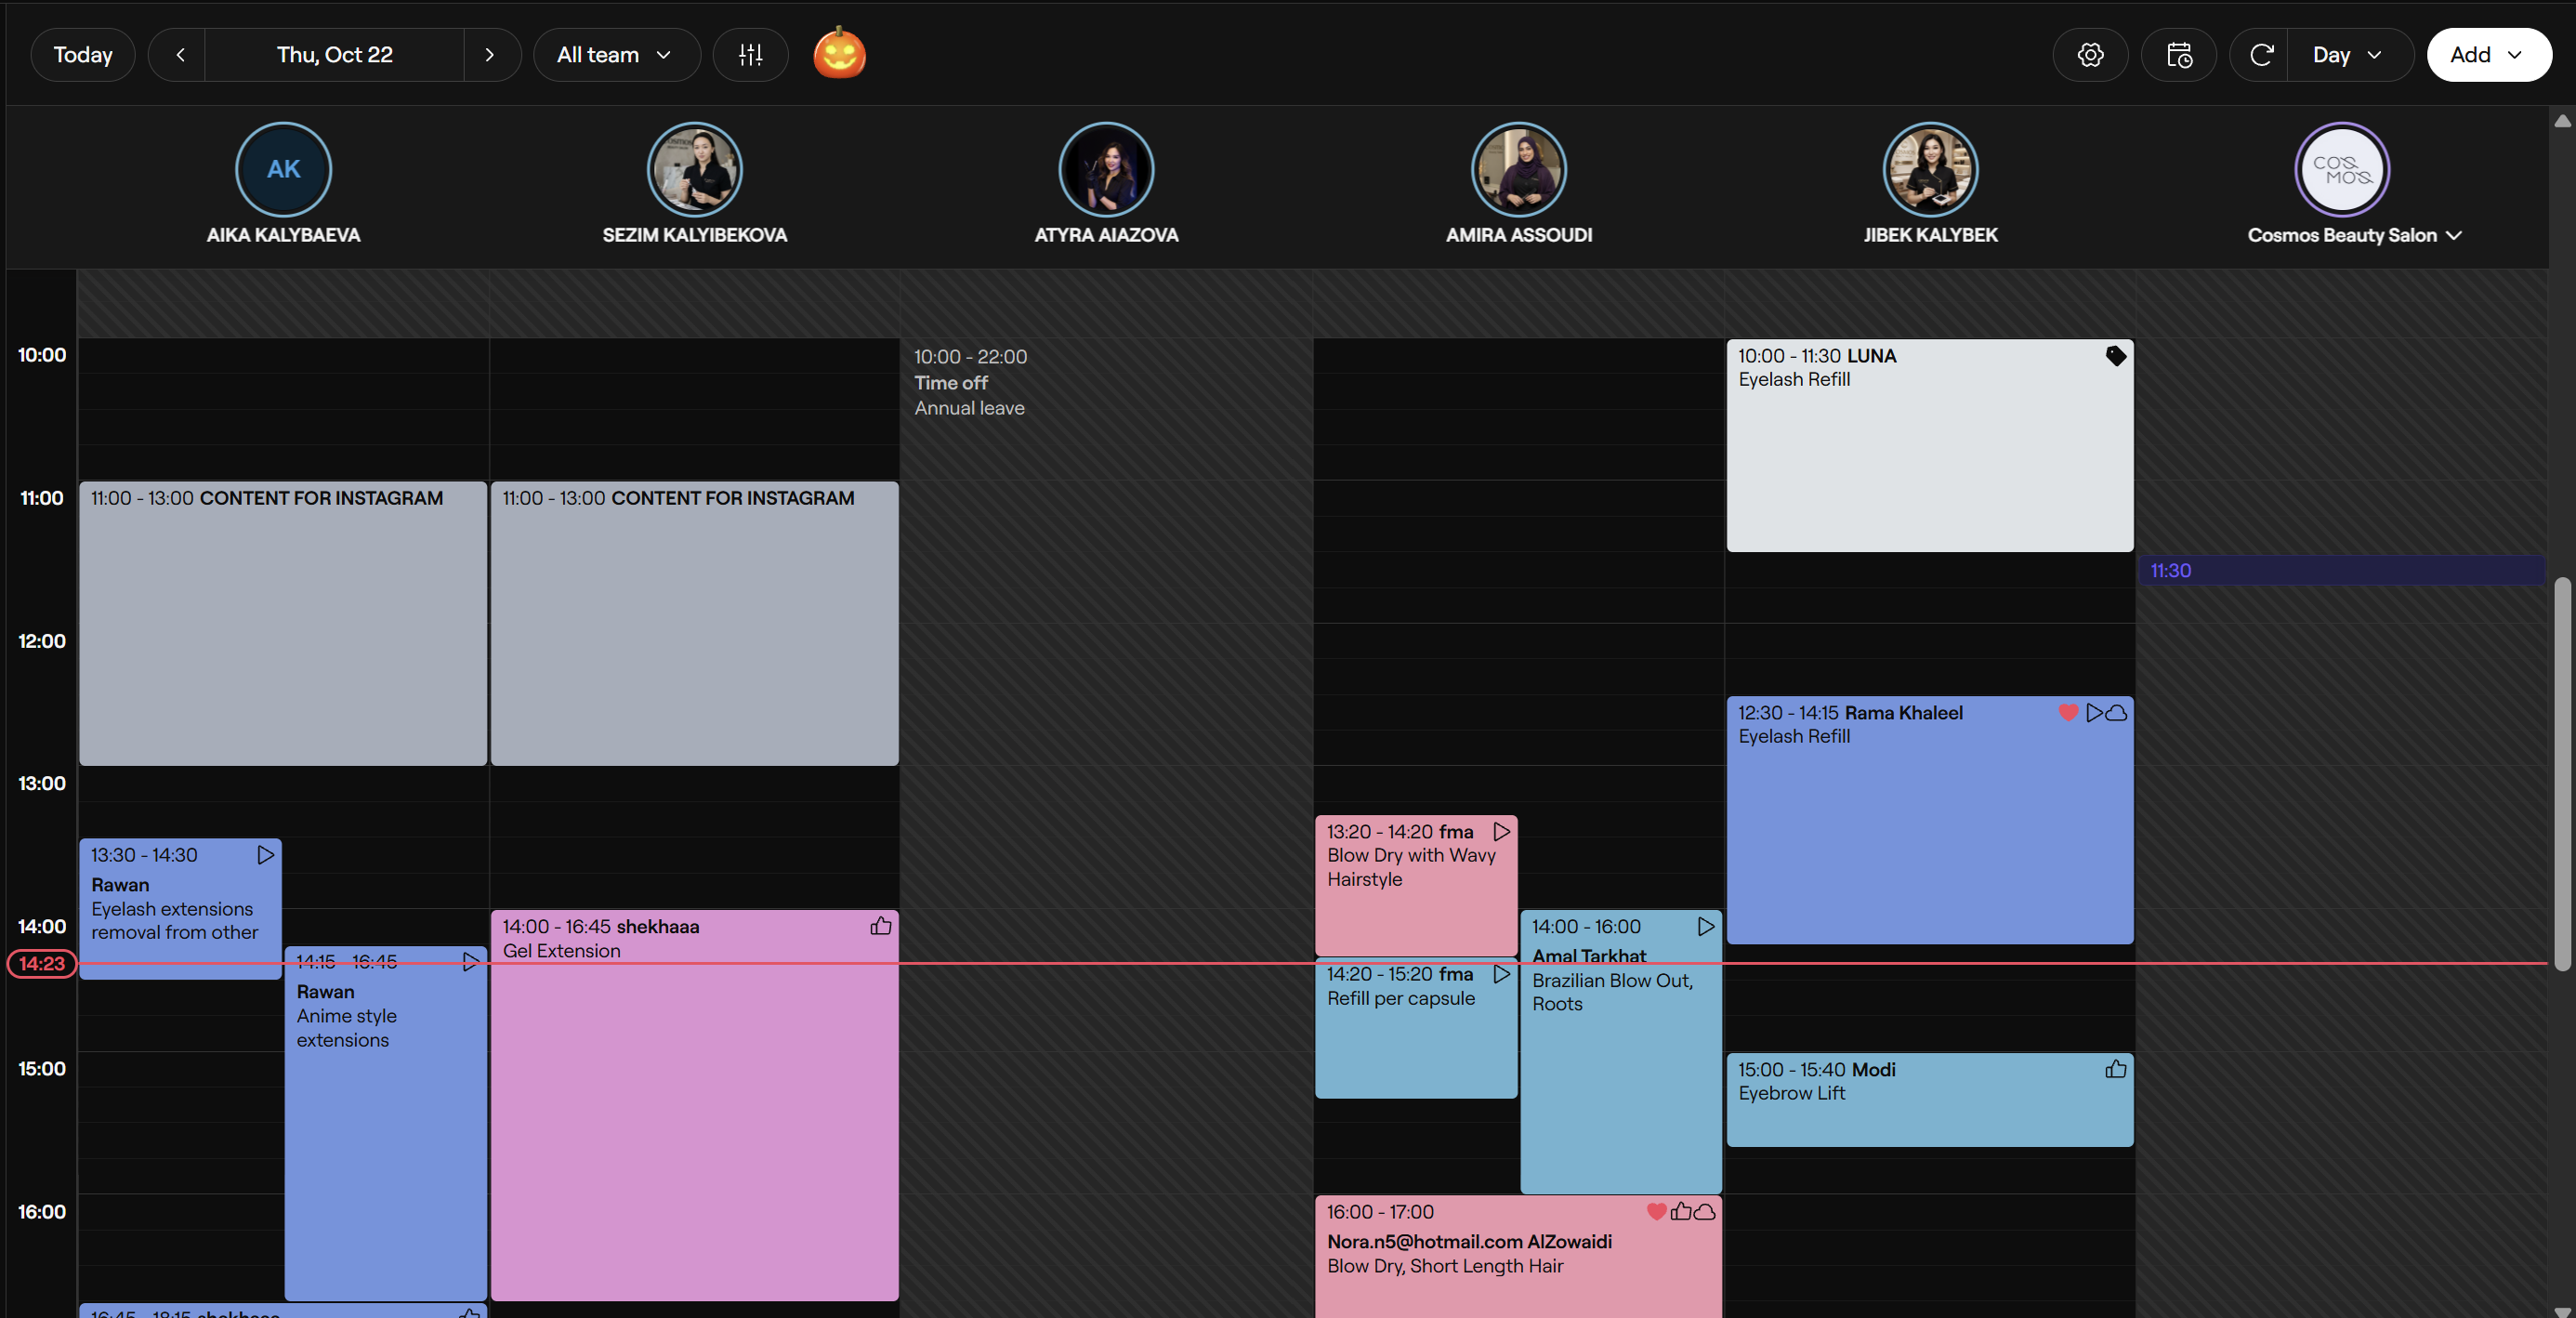 Today
Thu, Oct 22
All team
Day
Add
AK
COS
MOS
AIKA KALYBAEVA
SEZIM KALYIBEKOVA
ATYRA AIAZOVA
AMIRA ASSOUDI
JIBEK KALYBEK
Cosmos Beauty Salon
10:00
11:00
12:00
13:00
14:00
14:23
15:00
16:00
11:00 - 13:00 CONTENT FOR INSTAGRAM
13:30 - 14:30
Rawan
Eyelash extensions
removal from other
14:15 - 16:45
Rawan
Anime style
extensions
16:45 - 18:15 shekhaaa
11:00 - 13:00 CONTENT FOR INSTAGRAM
14:00 - 16:45 shekhaaa
Gel Extension
10:00 - 22:00
Time off
Annual leave
13:20 - 14:20 fma
Blow Dry with Wavy
Hairstyle
14:20 - 15:20 fma
Refill per capsule
14:00 - 16:00
Amal Tarkhat
Brazilian Blow Out,
Roots
16:00 - 17:00
Nora.n5@hotmail.com AlZowaidi
Blow Dry, Short Length Hair
10:00 - 11:30 LUNA
Eyelash Refill
12:30 - 14:15 Rama Khaleel
Eyelash Refill
15:00 - 15:40 Modi
Eyebrow Lift
11:30